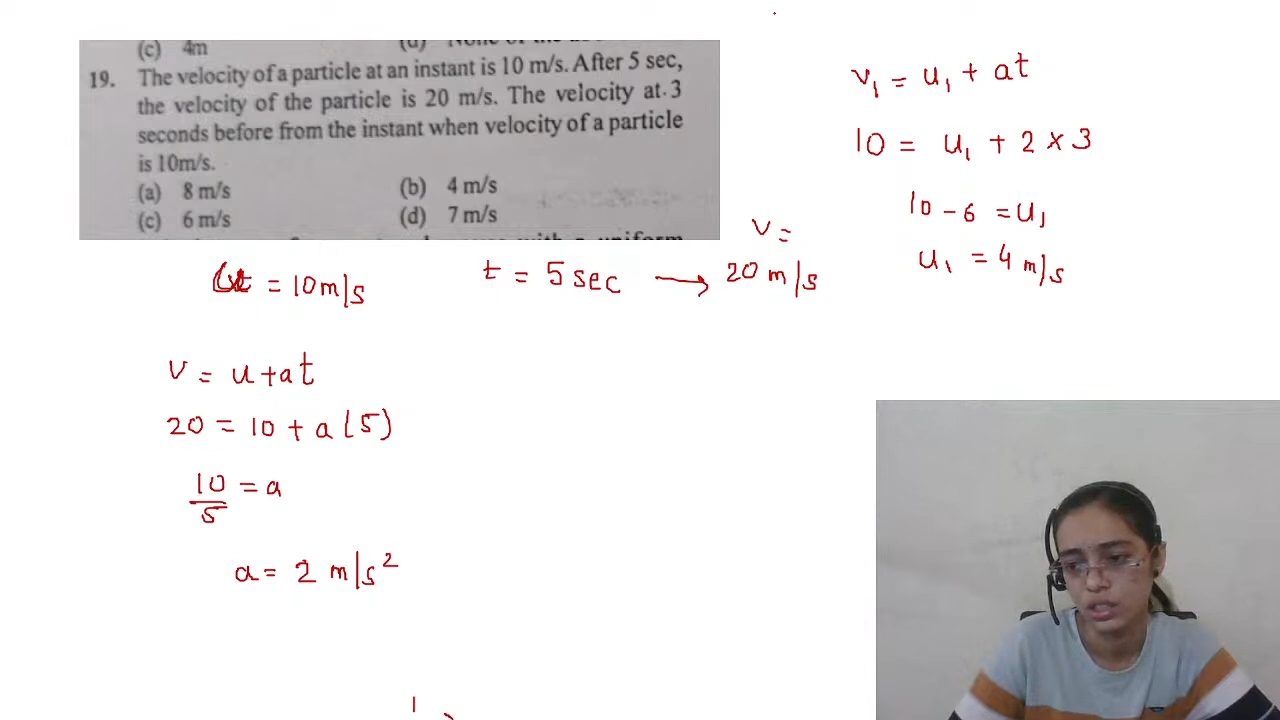 (c) 4m
19. The velocity of a particle at an instant is 10 m/s. After 5 sec,
the velocity of the particle is 20 m/s. The velocity at 3
seconds before from the instant when velocity of a particle
is 10m/s.
(a) 8 m/s (b) 4 m/s
(c) 6 m/s (d) 7 m/s
= 10 m/s t = 5 sec → v = 20 m/s
v = u + at
20 = 10 + a (5)
10/5 = a
a = 2 m/s²
v₁ = u₁ + at
10 = u₁ + 2 × 3
10 - 6 = u₁
u₁ = 4 m/s